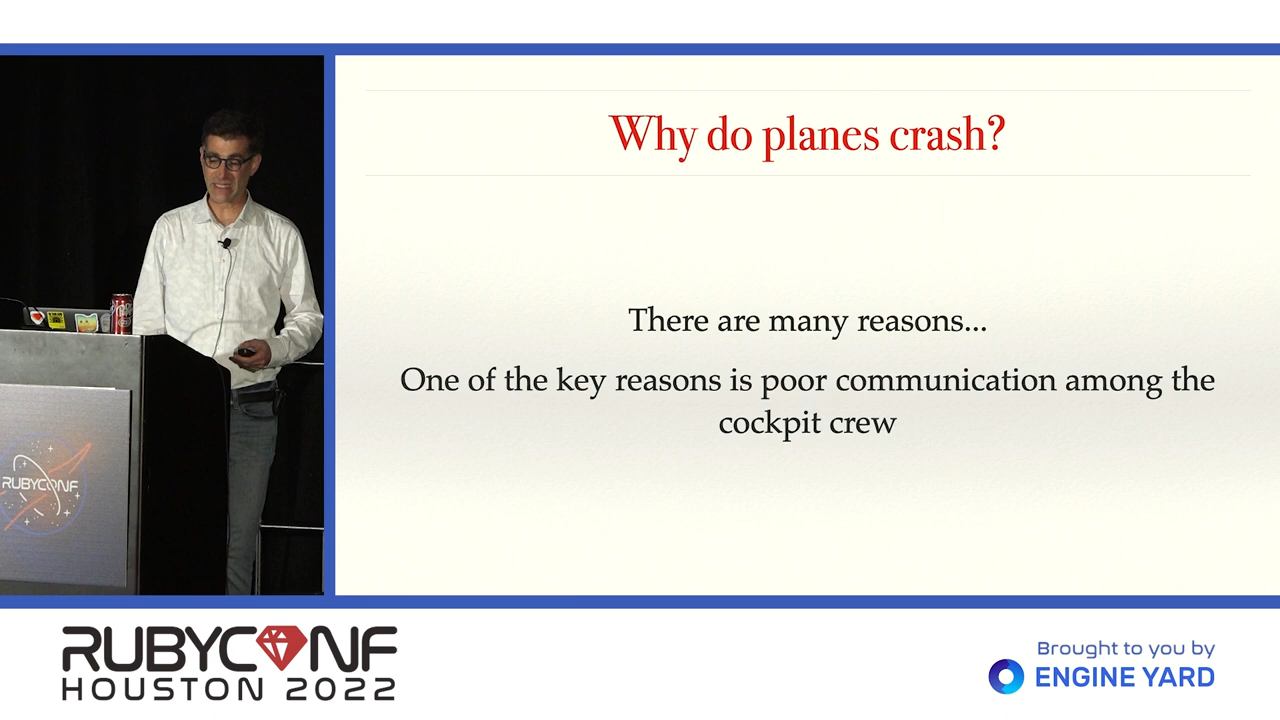 Why do planes crash?
There are many reasons...
One of the key reasons is poor communication among the
cockpit crew
RUBYCONF
RUBYCONF
HOUSTON 2022
Brought to you by
ENGINE YARD